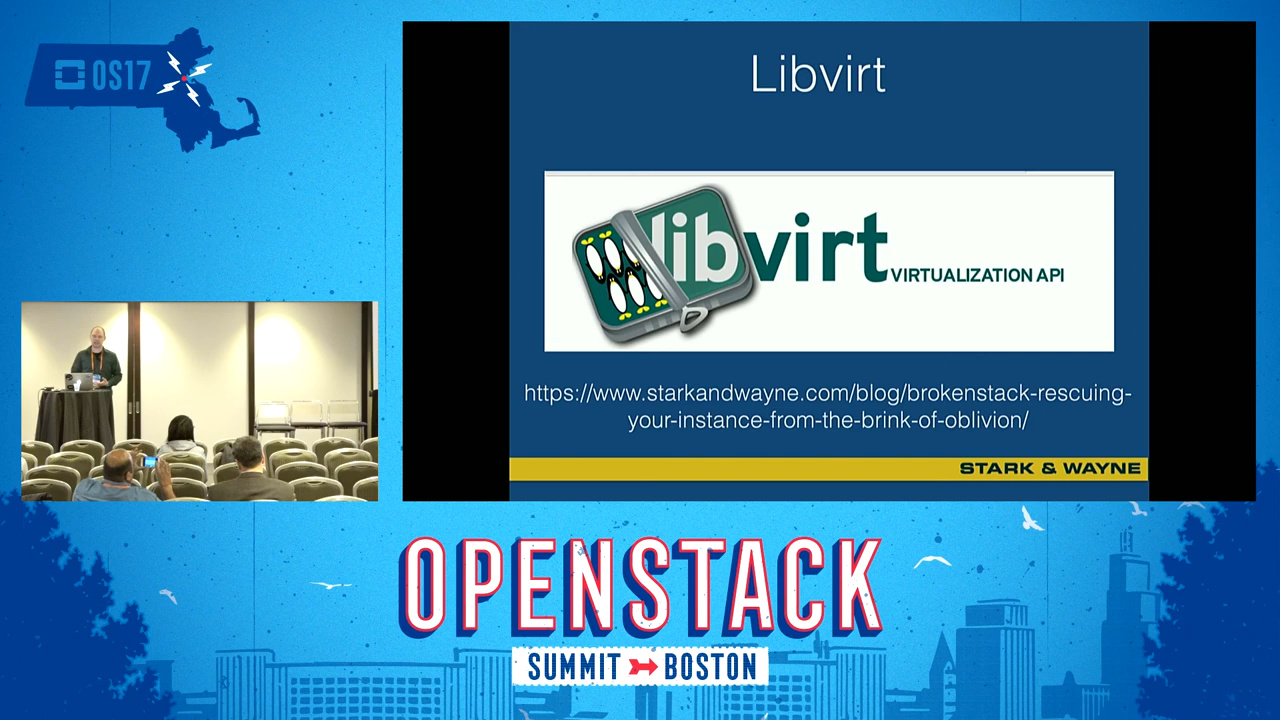 OS17
Libvirt
libvirt VIRTUALIZATION API
https://www.starkandwayne.com/blog/brokenstack-rescuing-
your-instance-from-the-brink-of-oblivion/
STARK & WAYNE
OPENSTACK
SUMMIT BOSTON